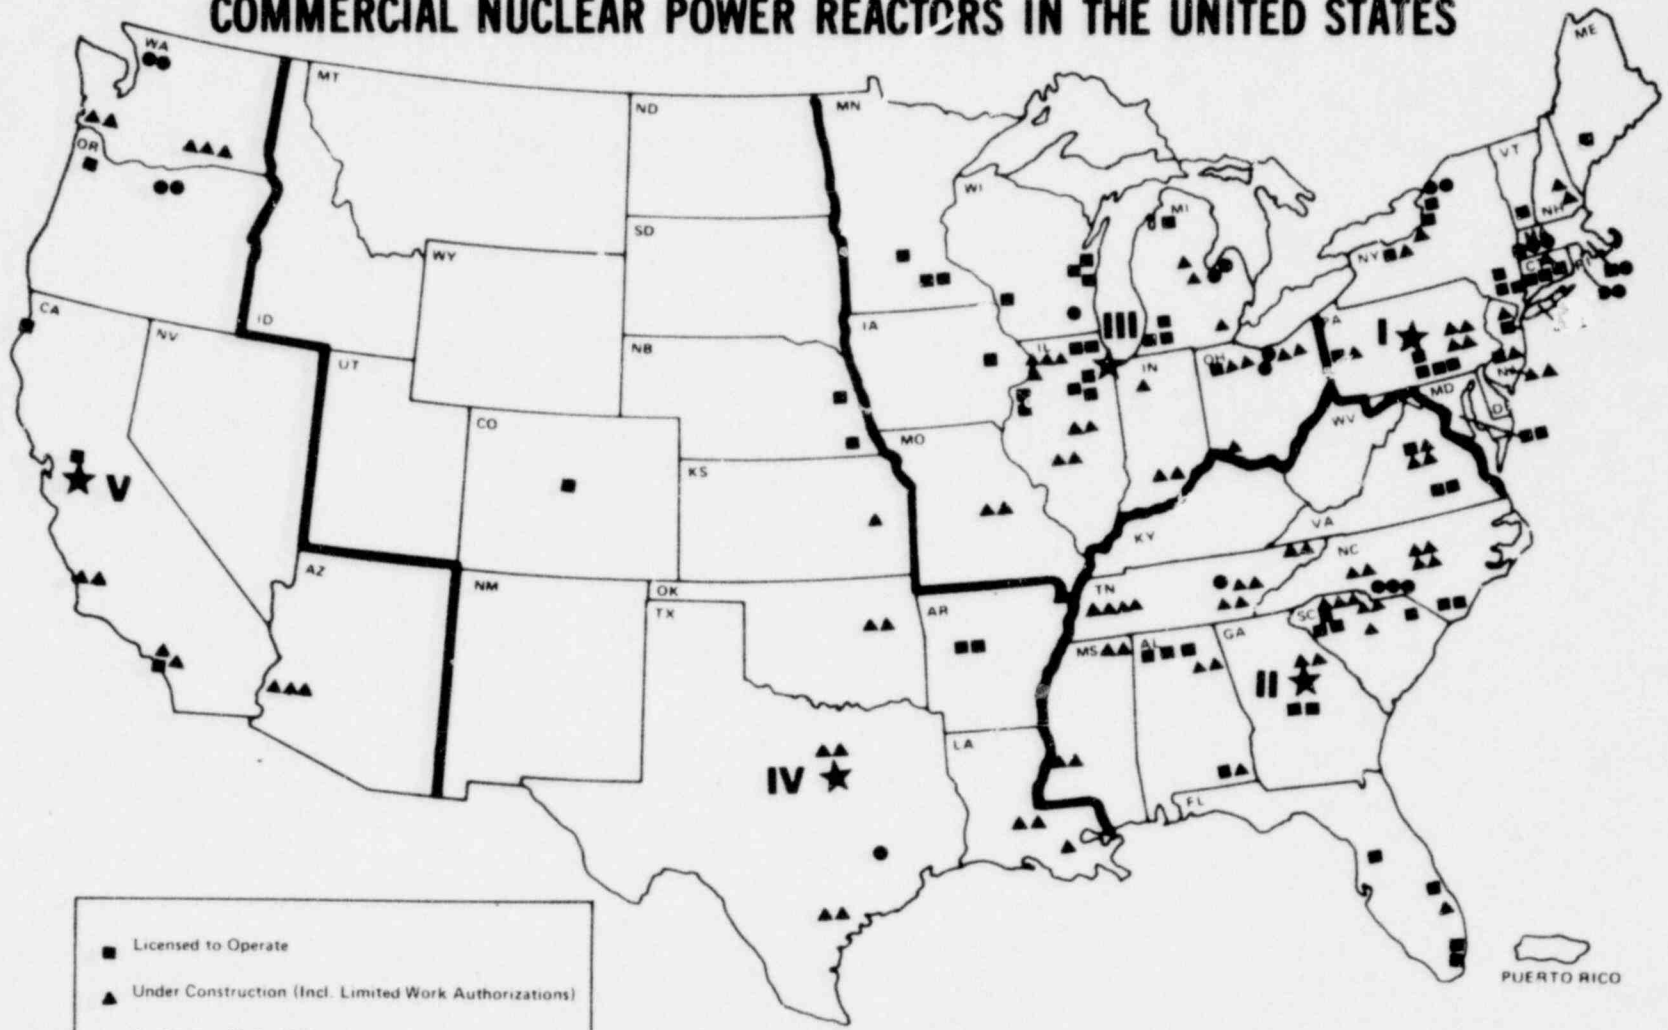 COMMERCIAL NUCLEAR POWER REACTORS IN THE UNITED STATES
WA
MT
ND
MN
ME
OR
VT
WI
MI
NH
SD
WY
NY
CA
NV
ID
IA
III
PA
I
NB
IL
UT
IN
OH
MD
WV
CO
MO
KS
V
VA
KY
NC
AZ
NM
OK
TN
TX
AR
SC
MS
AL
GA
II
LA
IV
FL
Licensed to Operate
Under Construction (Incl. Limited Work Authorizations)
PUERTO RICO